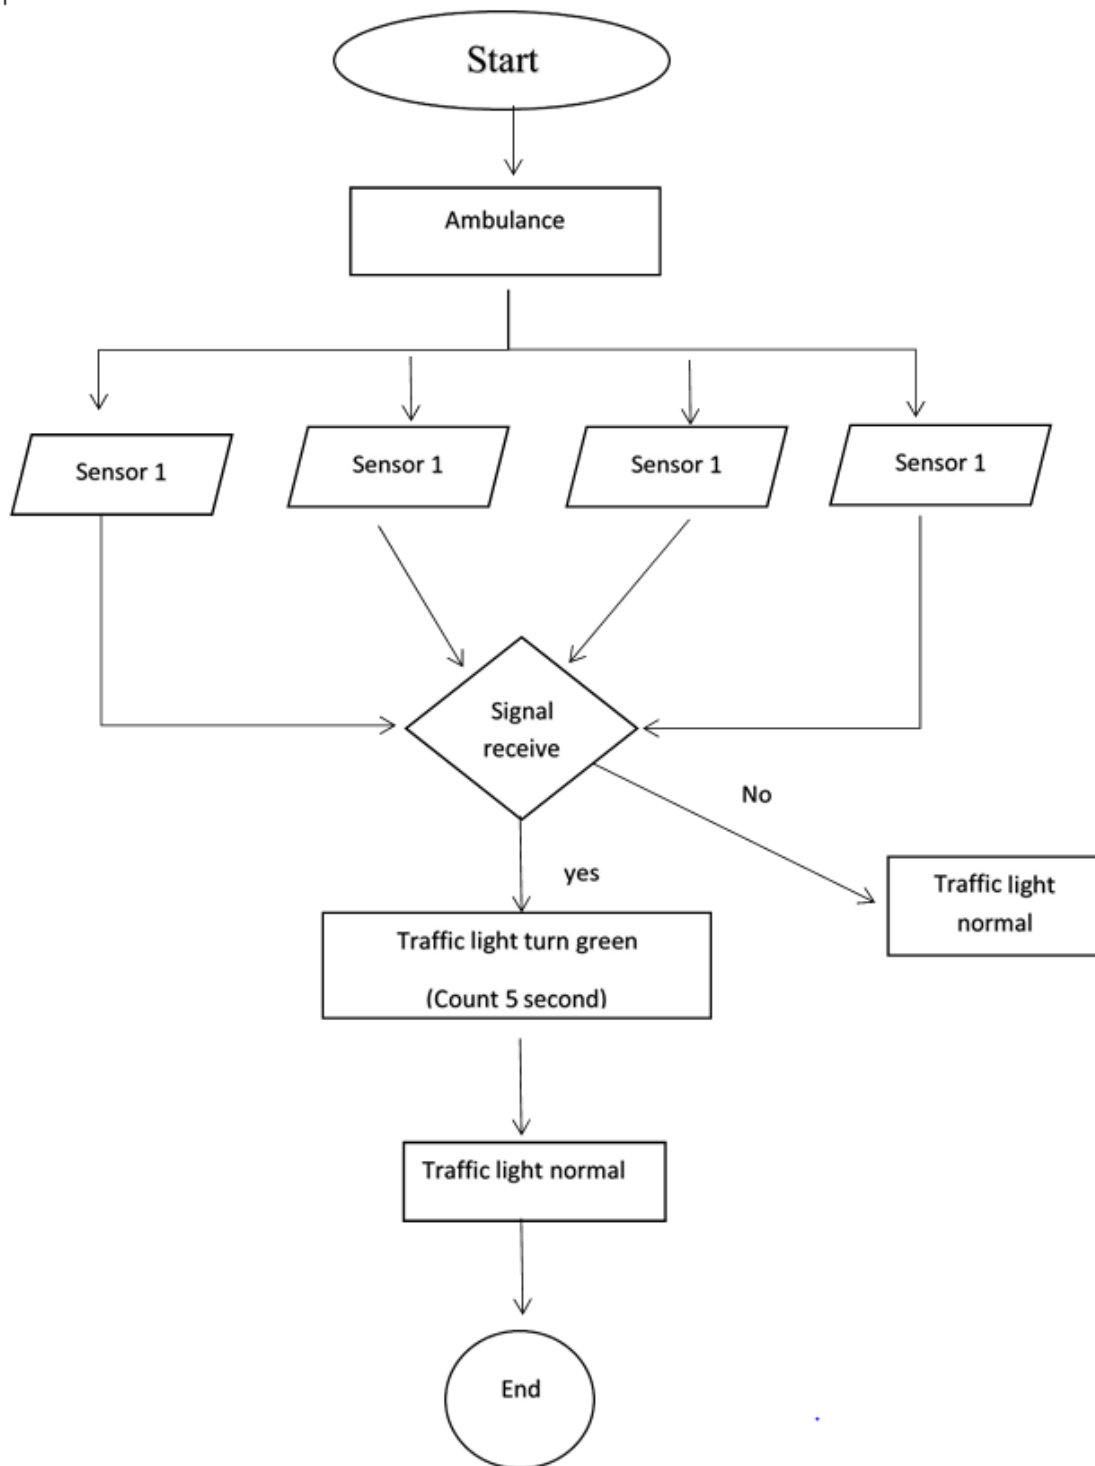 Start
Ambulance
Sensor 1
Sensor 1
Sensor 1
Sensor 1
Signal
receive
No
yes
Traffic light
normal
Traffic light turn green
(Count 5 second)
Traffic light normal
End